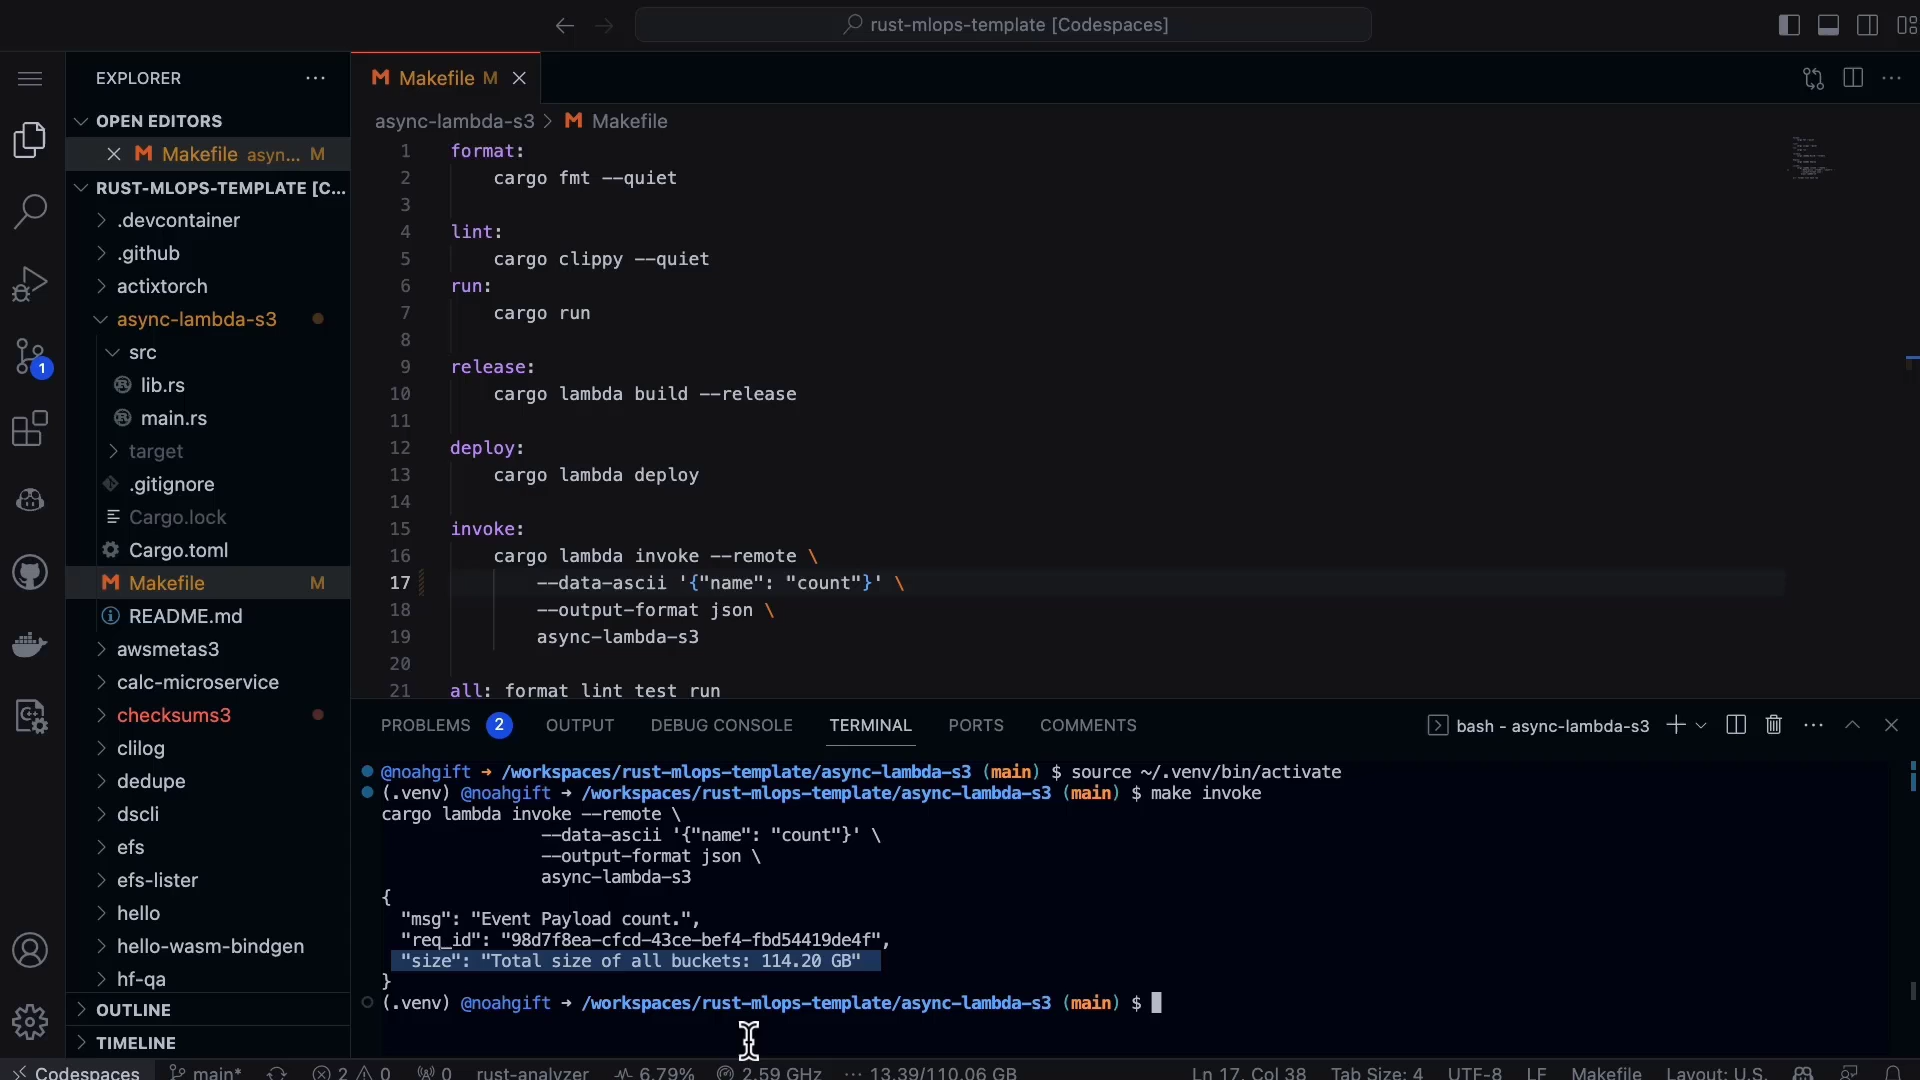 rust-mlops-template [Codespaces]
EXPLORER
Makefile M
OPEN EDITORS
Makefile asyn... M
RUST-MLOPS-TEMPLATE [C...
.devcontainer
.github
actixtorch
async-lambda-s3
src
lib.rs
main.rs
target
.gitignore
Cargo.lock
Cargo.toml
Makefile M
README.md
awsmetas3
calc-microservice
checksums3
clilog
dedupe
dscli
efs
efs-lister
hello
hello-wasm-bindgen
hf-qa
OUTLINE
TIMELINE
1
async-lambda-s3 > Makefile
1 format:
2 cargo fmt --quiet
3
4 lint:
5 cargo clippy --quiet
6 run:
7 cargo run
8
9 release:
10 cargo lambda build --release
11
12 deploy:
13 cargo lambda deploy
14
15 invoke:
16 cargo lambda invoke --remote \
17 --data-ascii '{"name": "count"}' \
18 --output-format json \
19 async-lambda-s3
20
21 all: format lint test run
PROBLEMS 2 OUTPUT DEBUG CONSOLE TERMINAL PORTS COMMENTS bash - async-lambda-s3
@noahgift → /workspaces/rust-mlops-template/async-lambda-s3 (main) $ source ~/.venv/bin/activate
(.venv) @noahgift → /workspaces/rust-mlops-template/async-lambda-s3 (main) $ make invoke
cargo lambda invoke --remote \
--data-ascii '{"name": "count"}' \
--output-format json \
async-lambda-s3
{
"msg": "Event Payload count.",
"req_id": "98d7f8ea-cfcd-43ce-bef4-fbd54419de4f",
"size": "Total size of all buckets: 114.20 GB"
}
(.venv) @noahgift → /workspaces/rust-mlops-template/async-lambda-s3 (main) $
Codespaces main* 2 0 0 rust-analyzer 6.79% 2.59 GHz 13.39/110.06 GB Ln 17, Col 38 Tab Size: 4 UTF-8 LF Makefile Layout: U.S.